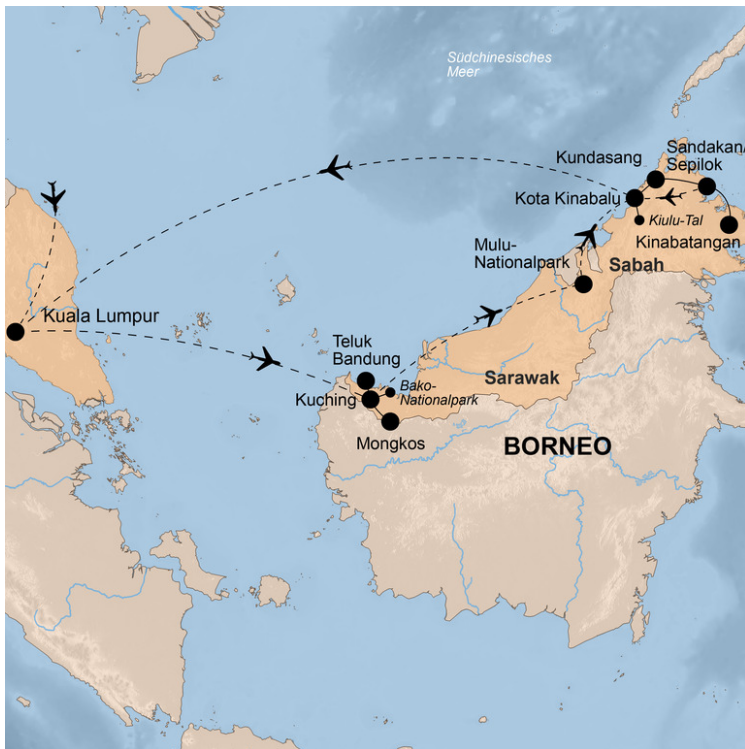 Südchinesisches
Meer
Sandakan/
Sepilok
Kundasang
Kota Kinabalu
Kiulu-Tal
Kinabatangan
Mulu-
Nationalpark
Sabah
Kuala Lumpur
Teluk
Bandung
Sarawak
Bako-
Nationalpark
Kuching
Mongkos
BORNEO